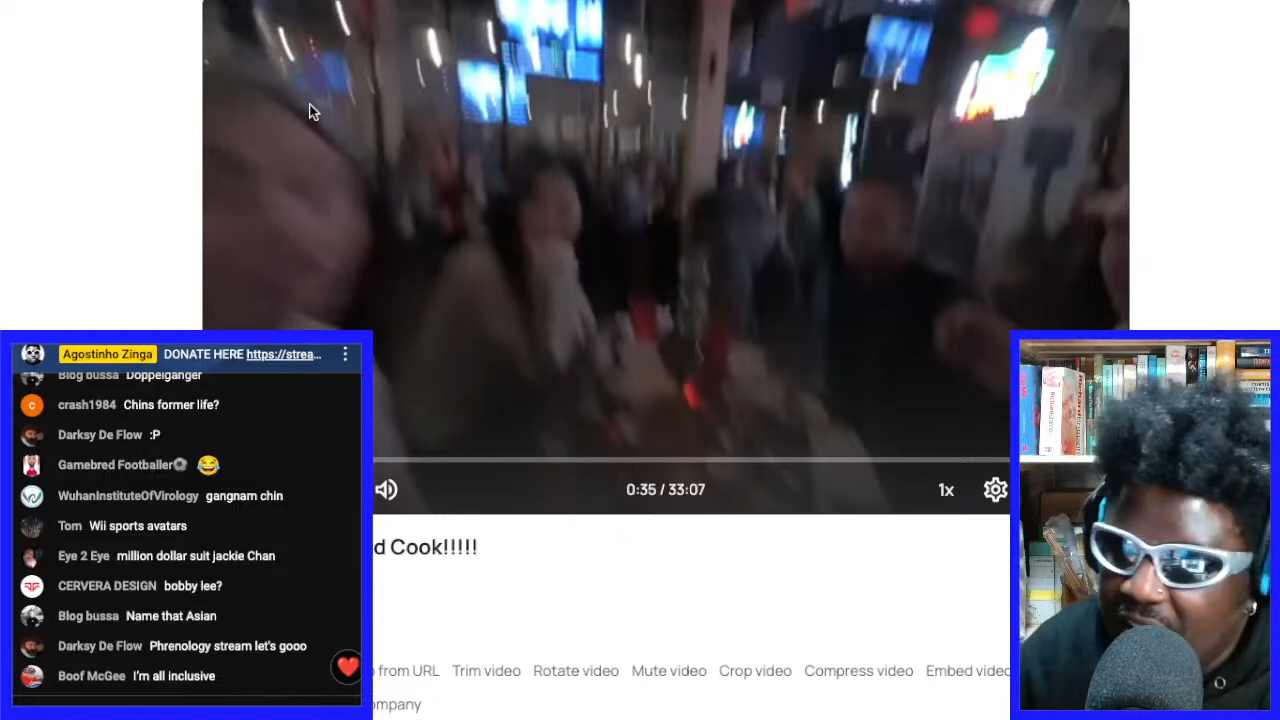 Agostinho Zinga DONATE HERE https://strea...
Blog bussa Doppelganger
crash1984 Chins former life?
Darksy De Flow :P
Gamebred Footballer 😂
WuhanInstituteOfVirology gangnam chin
Tom Wii sports avatars
Eye 2 Eye million dollar suit jackie Chan
CERVERA DESIGN bobby lee?
Blog bussa Name that Asian
Darksy De Flow Phrenology stream let's gooo
Boof McGee I'm all inclusive
0:35 / 33:07
1x
d Cook!!!!!
from URL Trim video Rotate video Mute video Crop video Compress video Embed video
ompany